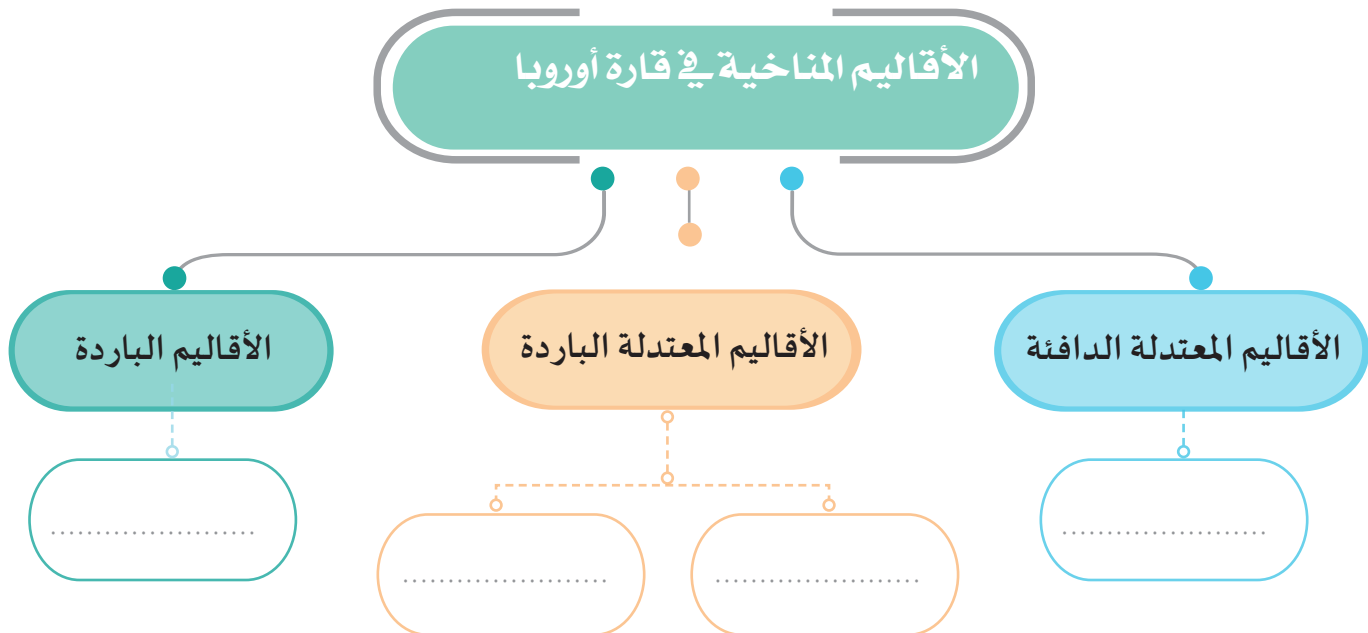 الأقاليم المناخية في قارة أوروبا
الأقاليم المعتدلة الدافئة
الأقاليم المعتدلة الباردة
الأقاليم الباردة
......................
......................
......................
......................